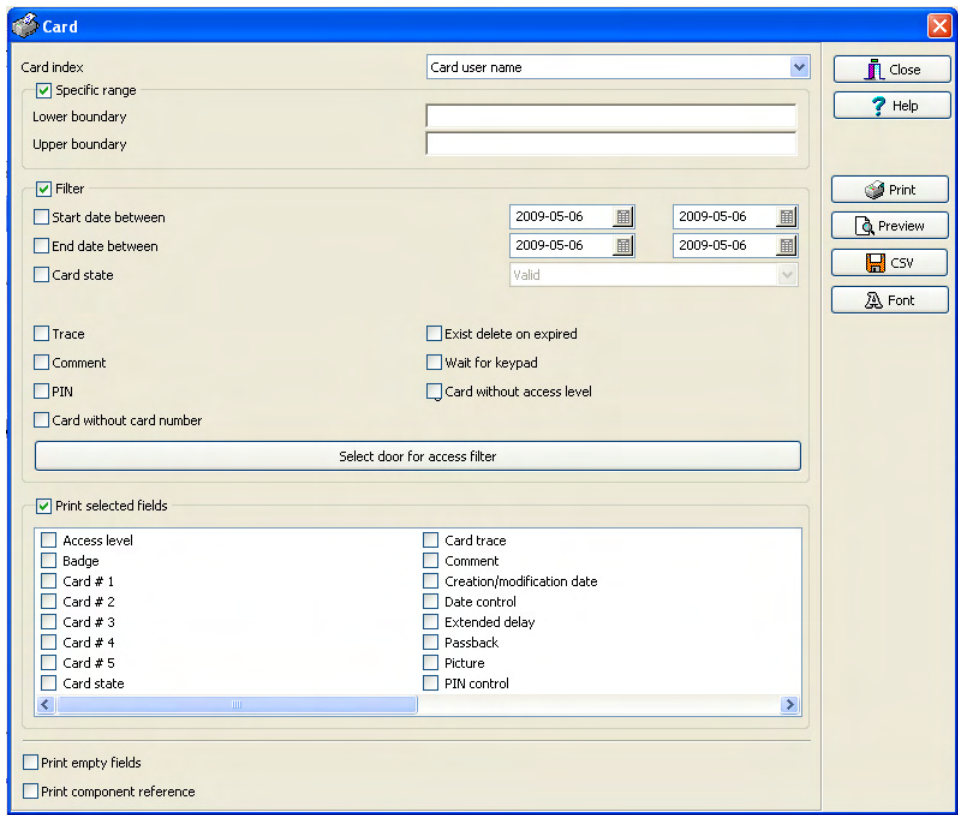 Card
Card index
Card user name
Close
Specific range
Lower boundary
Help
Upper boundary
Filter
Print
Start date between
2009-05-06
2009-05-06
Preview
End date between
2009-05-06
2009-05-06
Card state
Valid
CSV
Font
Trace
Exist delete on expired
Comment
Wait for keypad
PIN
Card without access level
Card without card number
Select door for access filter
Print selected fields
Access level
Card trace
Badge
Comment
Card # 1
Creation/modification date
Card # 2
Date control
Card # 3
Extended delay
Card # 4
Passback
Card # 5
Picture
Card state
PIN control
Print empty fields
Print component reference